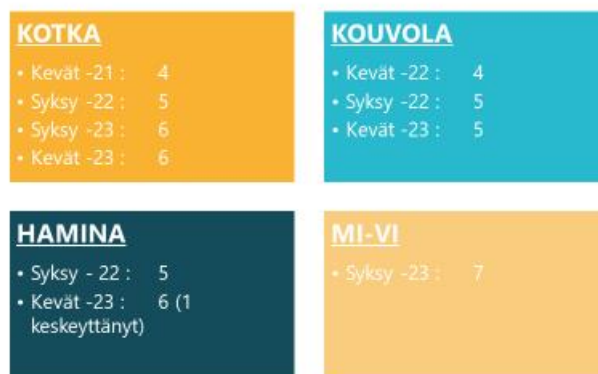 KOTKA
• Kevät -21 : 4
• Syksy -22 : 5
• Syksy -23 : 6
• Kevät -23 : 6
KOUVOLA
• Kevät -22 : 4
• Syksy -22 : 5
• Kevät -23 : 5
HAMINA
• Syksy - 22 : 5
• Kevät -23 : 6 (1
keskeyttänyt)
MI-VI
• Syksy -23 : 7